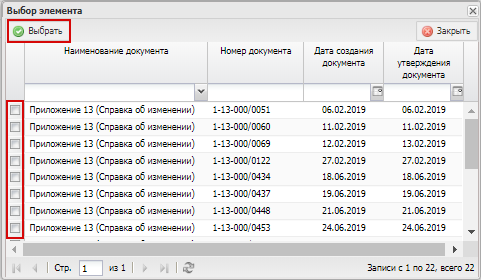 Выбор элемента
Выбрать
Закрыть
Наименование документа
Номер документа
Дата создания документа
Дата утверждения документа
Приложение 13 (Справка об изменении) 1-13-000/0051 06.02.2019 06.02.2019
Приложение 13 (Справка об изменении) 1-13-000/0060 11.02.2019 11.02.2019
Приложение 13 (Справка об изменении) 1-13-000/0069 12.02.2019 13.02.2019
Приложение 13 (Справка об изменении) 1-13-000/0122 27.02.2019 27.02.2019
Приложение 13 (Справка об изменении) 1-13-000/0434 18.06.2019 18.06.2019
Приложение 13 (Справка об изменении) 1-13-000/0437 19.06.2019 19.06.2019
Приложение 13 (Справка об изменении) 1-13-000/0448 21.06.2019 21.06.2019
Приложение 13 (Справка об изменении) 1-13-000/0453 24.06.2019 24.06.2019
Стр. 1 из 1 Записи с 1 по 22, всего 22